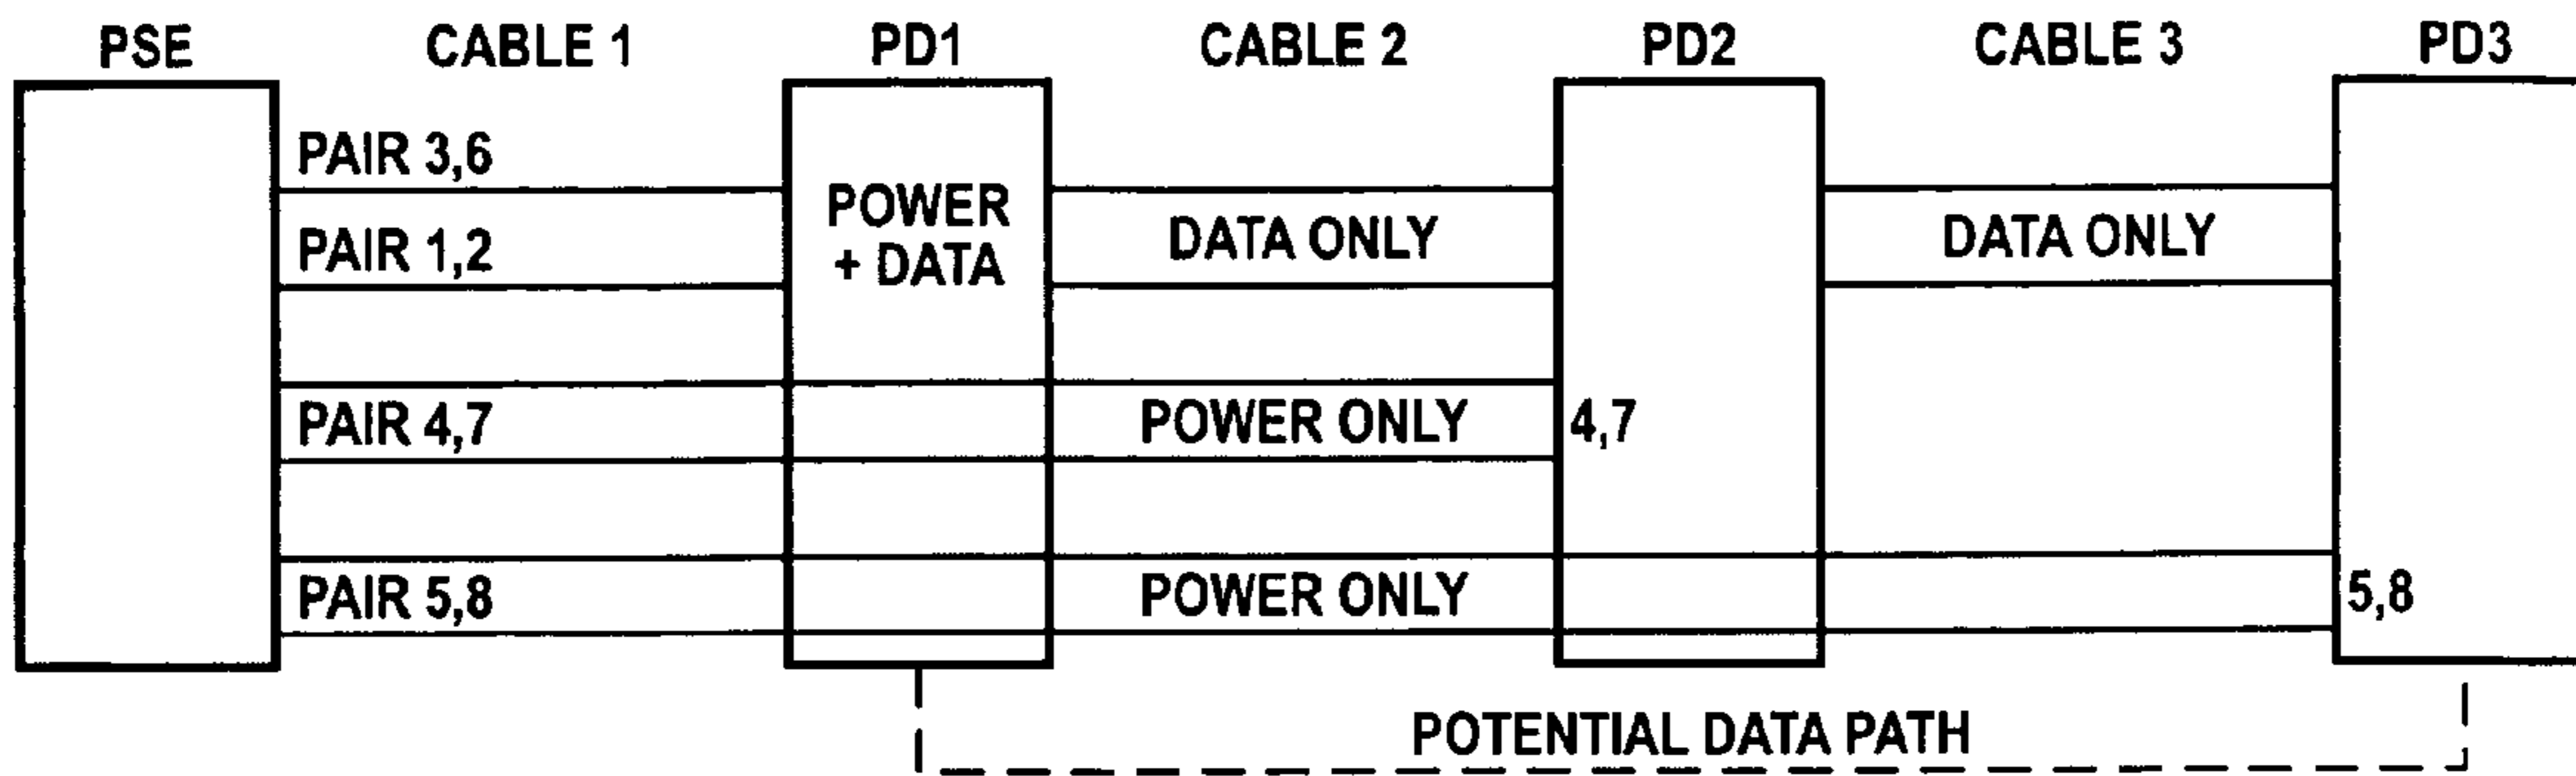 PSE CABLE 1 PD1 CABLE 2 PD2 CABLE 3 PD3
PAIR 3,6
POWER
+ DATA
PAIR 1,2
DATA ONLY
DATA ONLY
PAIR 4,7
POWER ONLY
4,7
PAIR 5,8
POWER ONLY
5,8
POTENTIAL DATA PATH